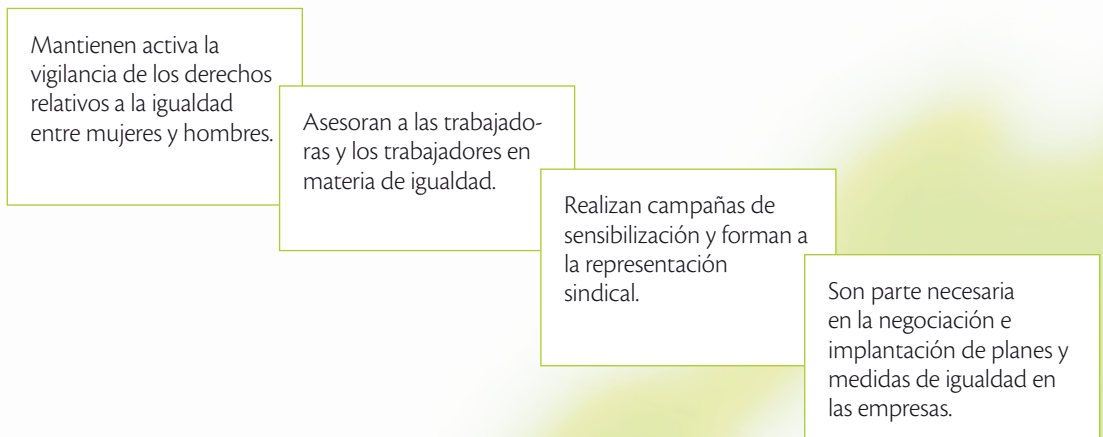 Mantienen activa la
vigilancia de los derechos
relativos a la igualdad
entre mujeres y hombres.
Asesoran a las trabajado-
ras y los trabajadores en
materia de igualdad.
Realizan campañas de
sensibilización y forman a
la representación
sindical.
Son parte necesaria
en la negociación e
implantación de planes y
medidas de igualdad en
las empresas.